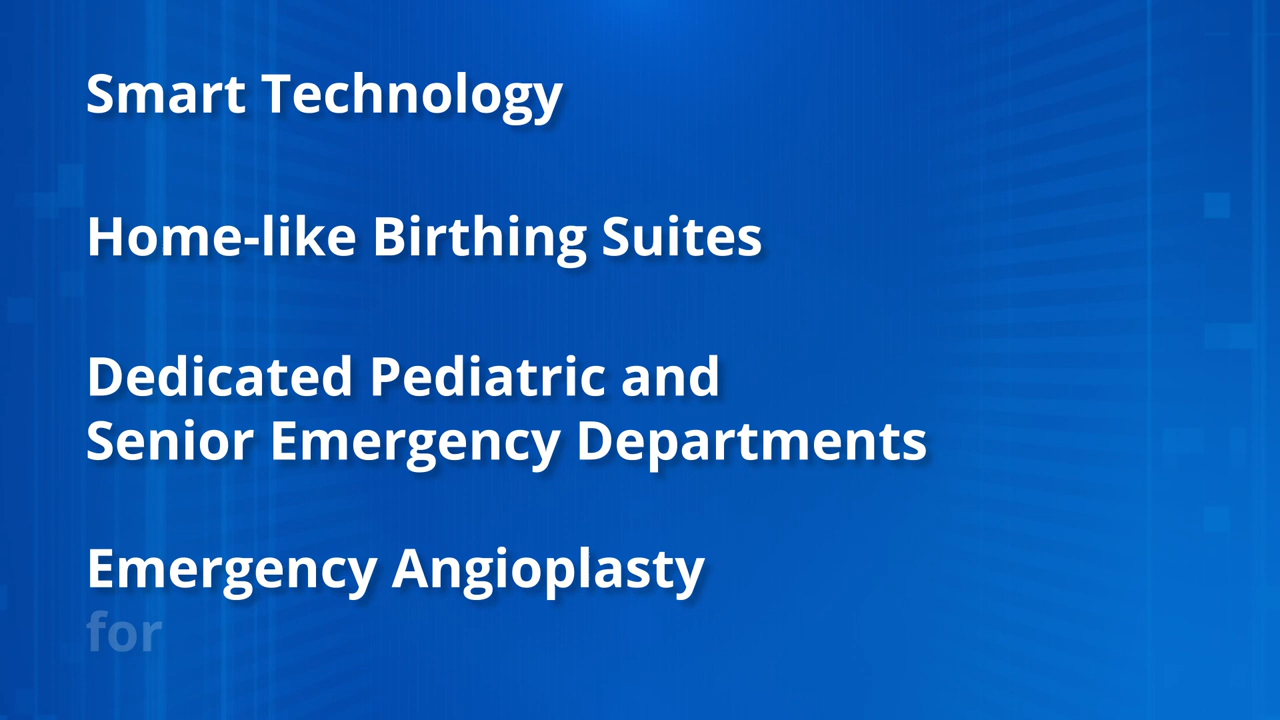 Smart Technology
Home-like Birthing Suites
Dedicated Pediatric and
Senior Emergency Departments
Emergency Angioplasty
for